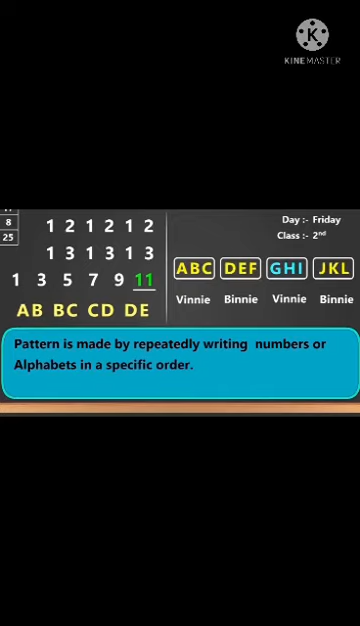 K
KINEMASTER
8
25
1 2 1 2 1 2
1 3 1 3 1 3
1 3 5 7 9 11
AB BC CD DE
Day :- Friday
Class :- 2nd
ABC DEF GHI JKL
Vinnie Binnie Vinnie Binnie
Pattern is made by repeatedly writing numbers or
Alphabets in a specific order.